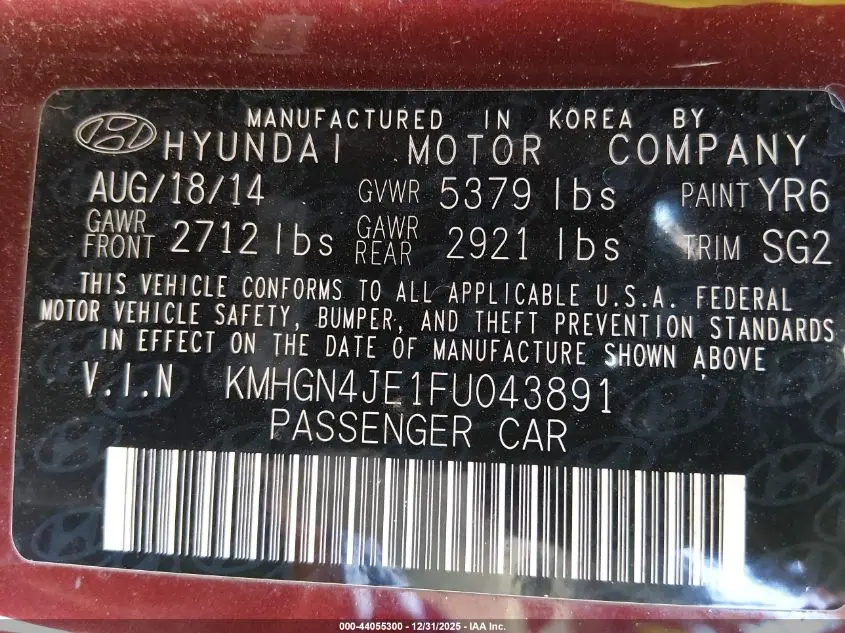 MANUFACTURED IN KOREA BY
HYUNDAI MOTOR COMPANY
AUG/18/14 GVWR 5379 lbs PAINT YR6
GAWR FRONT 2712 lbs GAWR REAR 2921 lbs TRIM SG2
THIS VEHICLE CONFORMS TO ALL APPLICABLE U.S.A. FEDERAL
MOTOR VEHICLE SAFETY, BUMPER, AND THEFT PREVENTION STANDARDS
IN EFFECT ON THE DATE OF MANUFACTURE SHOWN ABOVE
V.I.N KMHGN4JE1FU043891
PASSENGER CAR
000-44055300 - 12/31/2025 - IAA Inc.